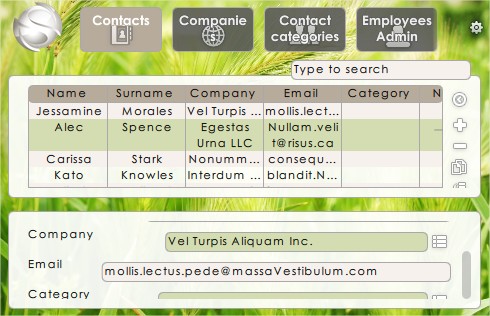 Contacts
Companie
s
Contact
categories
Employees
Admin
Type to search
Name Surname Company Email Category N
Jessamine Morales Vel Turpis ... mollis.lect...
Alec Spence Egestas Nullam.veli
Urna LLC t@risus.ca
Carissa Stark Nonumm... consequ...
Kato Knowles Interdum ... blandit.N...
Company
Vel Turpis Aliquam Inc.
Email
mollis.lectus.pede@massaVestibulum.com
Category